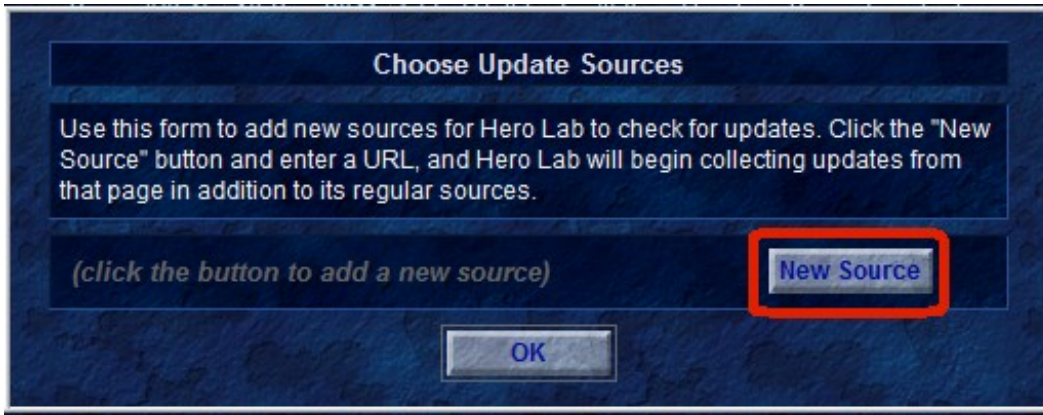 Choose Update Sources
Use this form to add new sources for Hero Lab to check for updates. Click the "New
Source" button and enter a URL, and Hero Lab will begin collecting updates from
that page in addition to its regular sources.
(click the button to add a new source)
New Source
OK